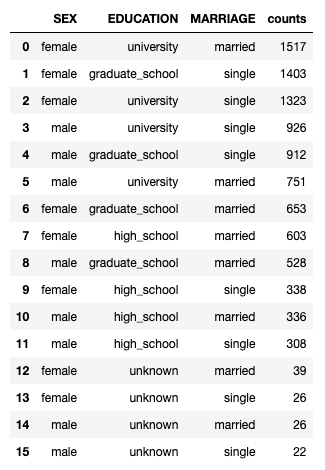 SEX EDUCATION MARRIAGE counts
0 female university married 1517
1 female graduate_school single 1403
2 female university single 1323
3 male university single 926
4 male graduate_school single 912
5 male university married 751
6 female graduate_school married 653
7 female high_school married 603
8 male graduate_school married 528
9 female high_school single 338
10 male high_school married 336
11 male high_school single 308
12 female unknown married 39
13 female unknown single 26
14 male unknown married 26
15 male unknown single 22